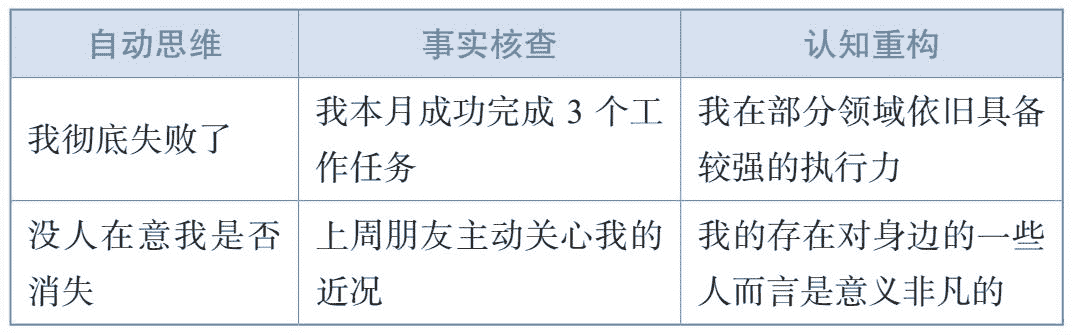 自动思维
事实核查
认知重构
我彻底失败了
我本月成功完成 3 个工
作任务
我在部分领域依旧具备
较强的执行力
没人在意我是否
消失
上周朋友主动关心我的
近况
我的存在对身边的一些
人而言是意义非凡的